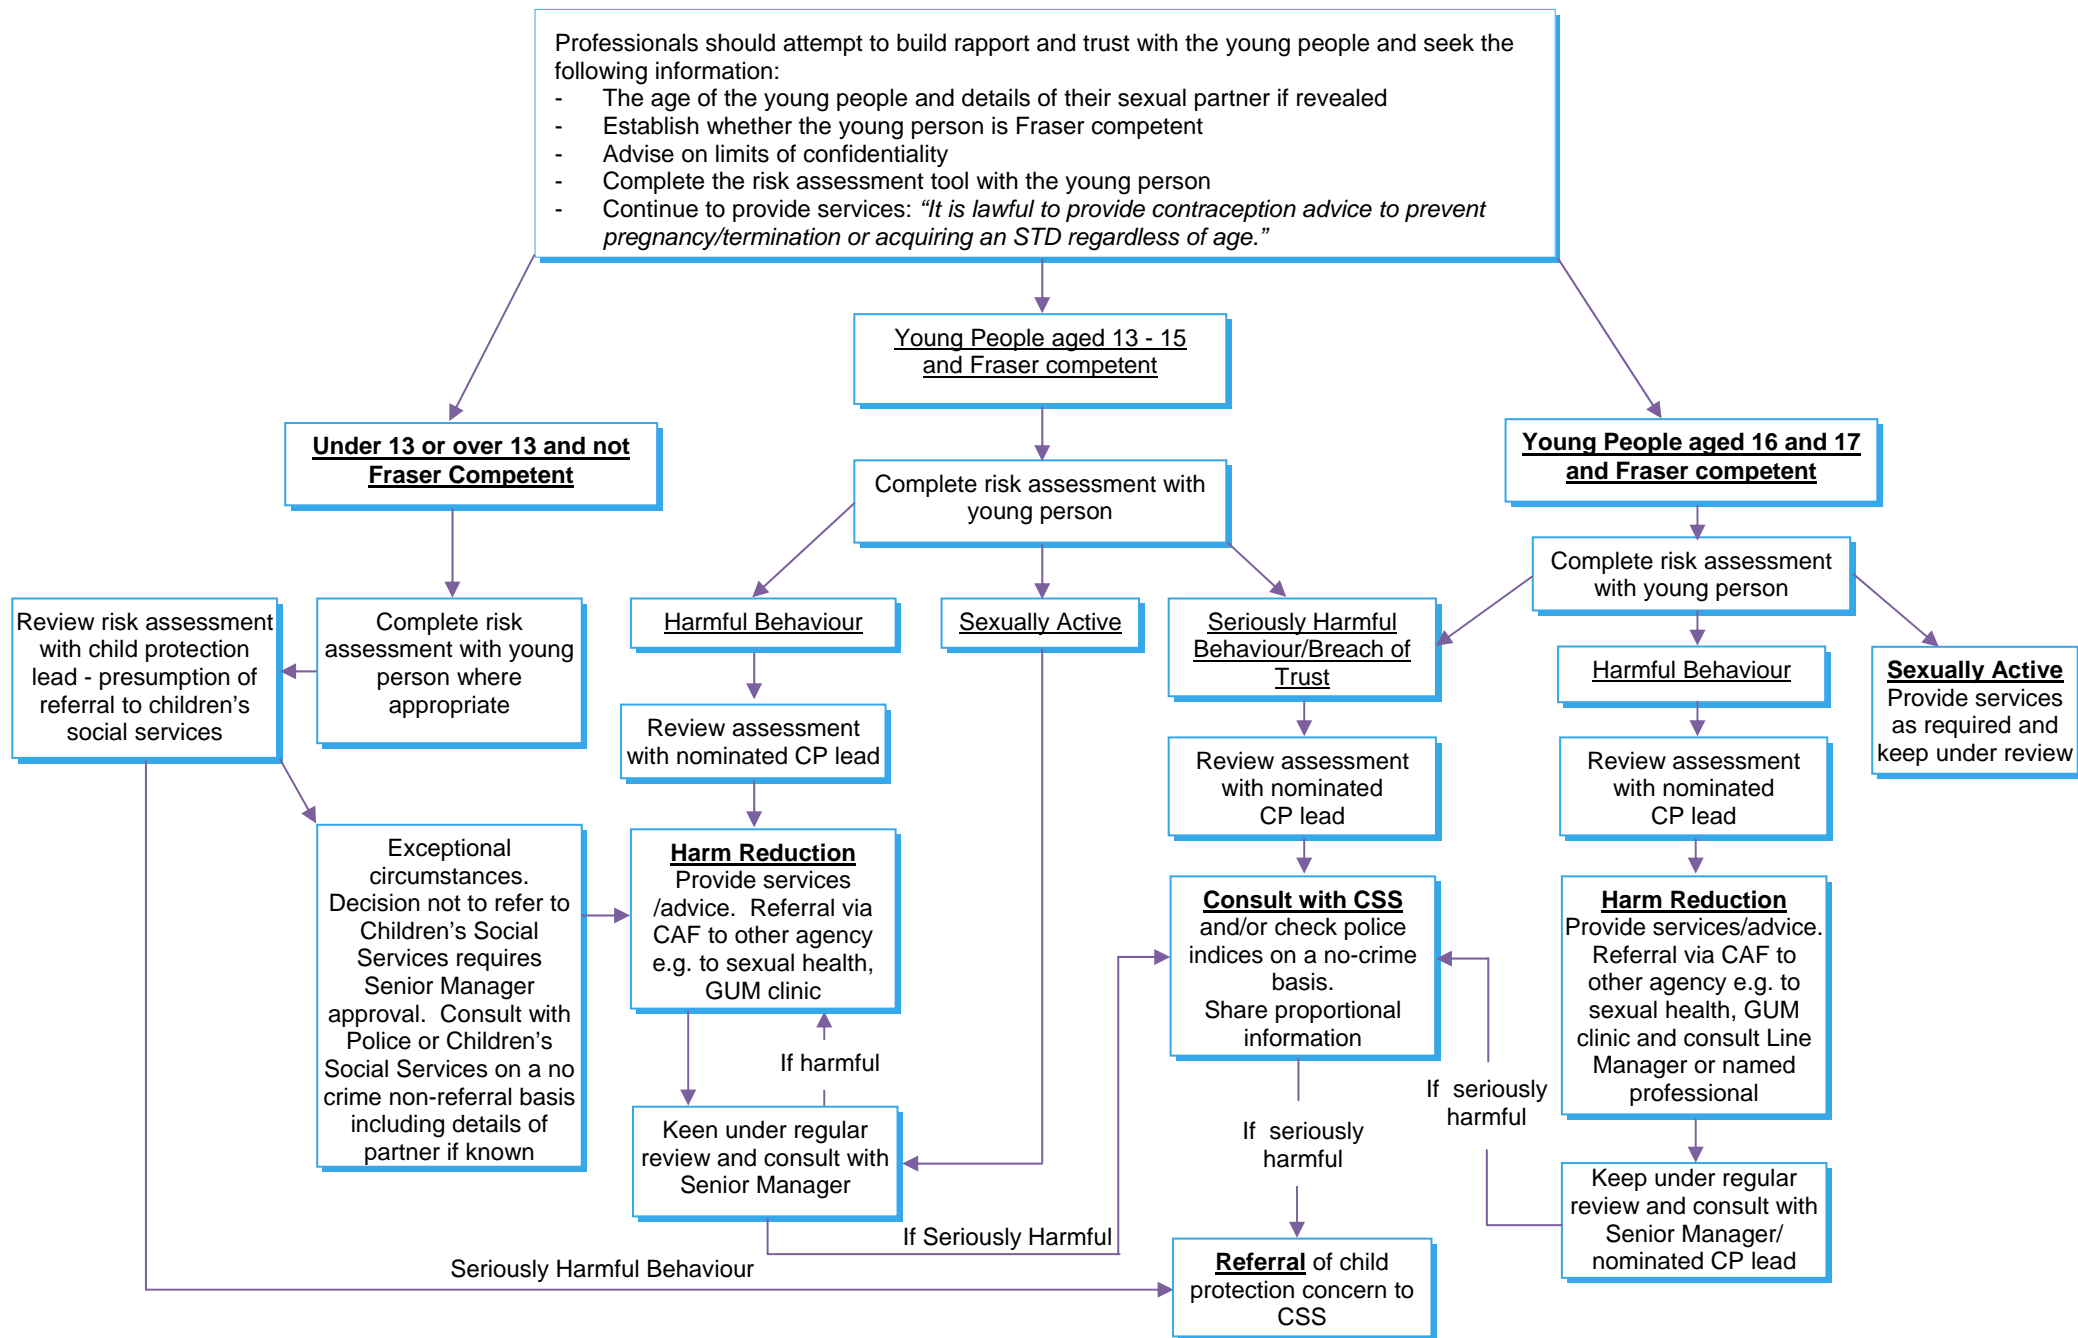 Professionals should attempt to build rapport and trust with the young people and seek the
following information:
- The age of the young people and details of their sexual partner if revealed
- Establish whether the young person is Fraser competent
- Advise on limits of confidentiality
- Complete the risk assessment tool with the young person
- Continue to provide services: “It is lawful to provide contraception advice to prevent
pregnancy/termination or acquiring an STD regardless of age.”
Young People aged 13 - 15
and Fraser competent
Under 13 or over 13 and not
Fraser Competent
Young People aged 16 and 17
and Fraser competent
Complete risk assessment with
young person
Complete risk assessment
with young person
Review risk assessment
with child protection
lead - presumption of
referral to children’s
social services
Complete risk
assessment with young
person where
appropriate
Harmful Behaviour
Sexually Active
Seriously Harmful
Behaviour/Breach of
Trust
Harmful Behaviour
Sexually Active
Provide services
as required and
keep under review
Review assessment
with nominated CP lead
Review assessment
with nominated
CP lead
Review assessment
with nominated
CP lead
Exceptional
circumstances.
Decision not to refer to
Children’s Social
Services requires
Senior Manager
approval. Consult with
Police or Children’s
Social Services on a no
crime non-referral basis
including details of
partner if known
Harm Reduction
Provide services
/advice. Referral via
CAF to other agency
e.g. to sexual health,
GUM clinic
Consult with CSS
and/or check police
indices on a no-crime
basis.
Share proportional
information
Harm Reduction
Provide services/advice.
Referral via CAF to
other agency e.g. to
sexual health, GUM
clinic and consult Line
Manager or named
professional
If harmful
If seriously
harmful
If seriously
harmful
Keen under regular
review and consult with
Senior Manager
Keep under regular
review and consult with
Senior Manager/
nominated CP lead
If Seriously Harmful
Seriously Harmful Behaviour
Referral of child
protection concern to
CSS